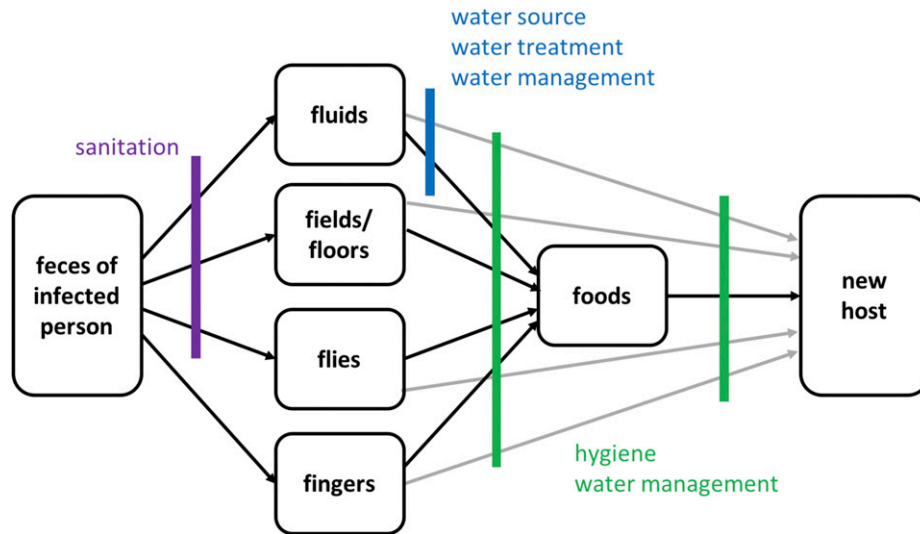 water source
water treatment
water management
sanitation
fluids
fields/
floors
feces of
infected
person
foods
new
host
flies
fingers
hygiene
water management